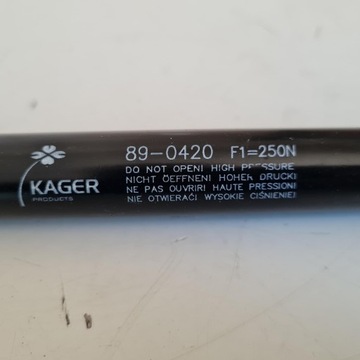 89-0420 F1=250N
DO NOT OPEN! HIGH PRESSURE
NICHT ÖEFFNEN! HOHER DRUCK!
NE PAS OUVRIR! HAUTE PRESSION!
NIE OTWIERAĆ! WYSOKIE CIŚNIENIE!
KAGER
PRODUCTS